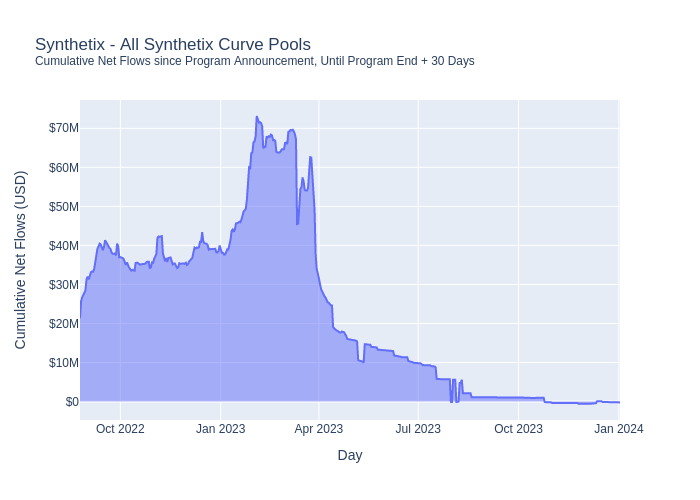 Synthetix - All Synthetix Curve Pools
Cumulative Net Flows since Program Announcement, Until Program End + 30 Days
Cumulative Net Flows (USD)
$70M
$60M
$50M
$40M
$30M
$20M
$10M
$0
Oct 2022
Jan 2023
Apr 2023
Jul 2023
Oct 2023
Jan 2024
Day